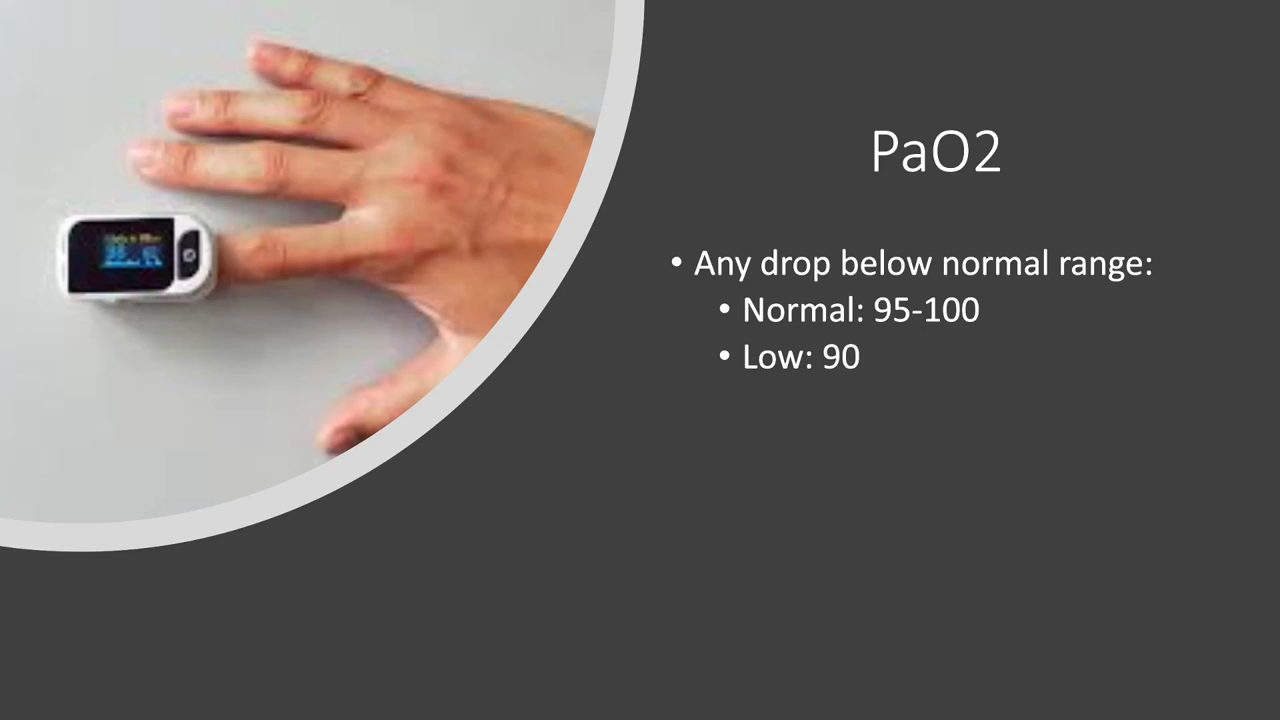 PaO2
• Any drop below normal range:
• Normal: 95-100
• Low: 90